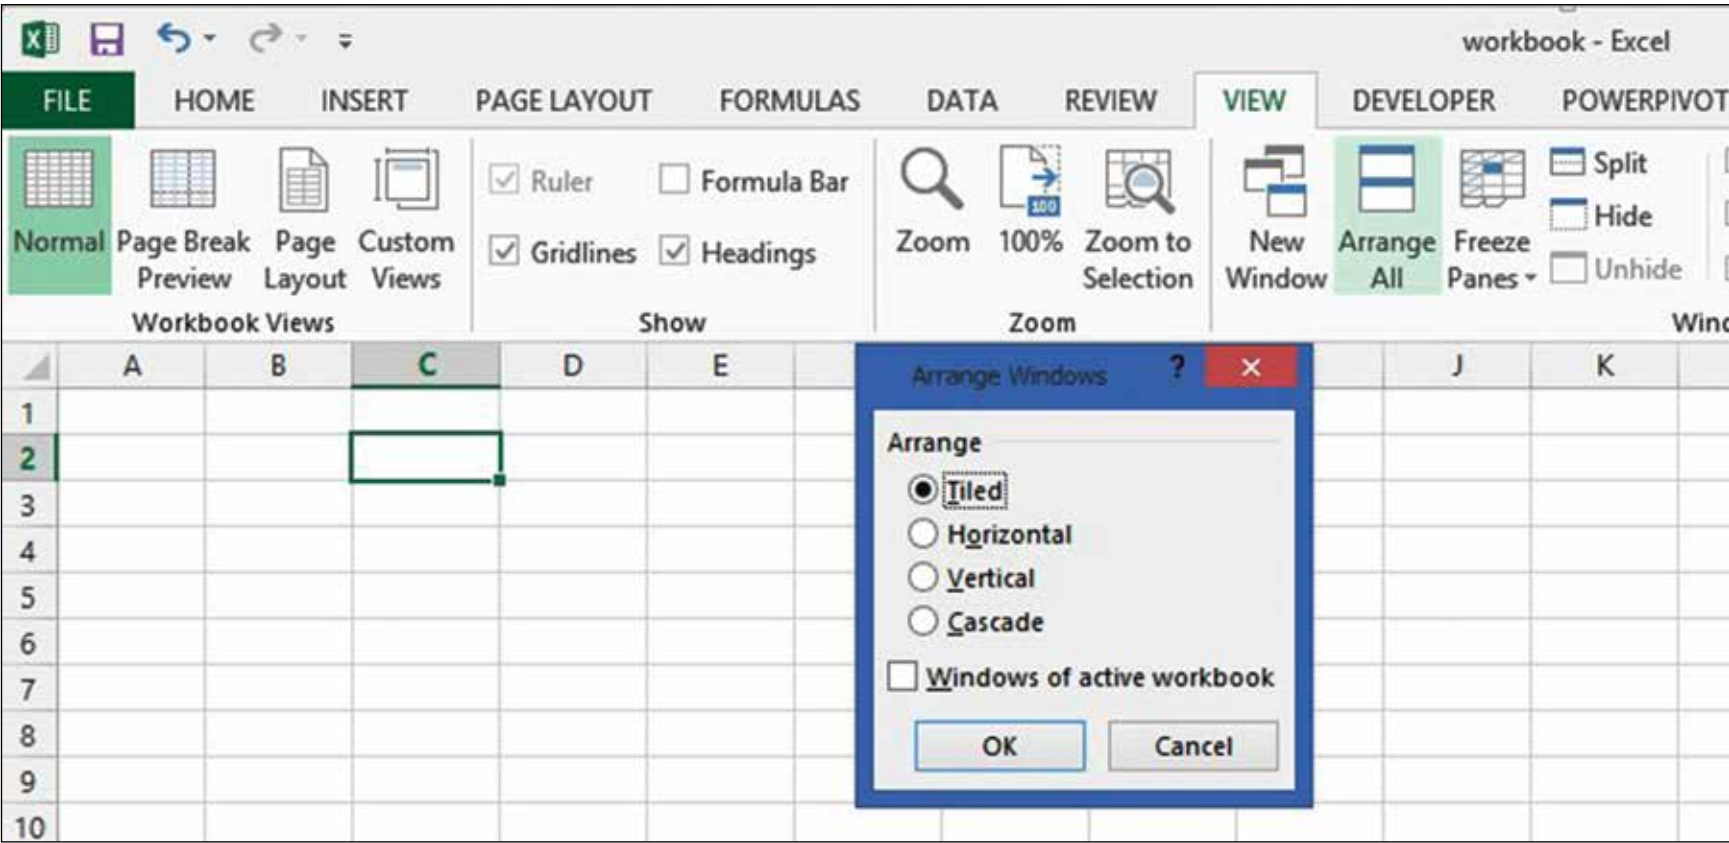 workbook - Excel
FILE HOME INSERT PAGE LAYOUT FORMULAS DATA REVIEW VIEW DEVELOPER POWERPIVOT
Normal
Page Break
Preview
Page
Layout
Custom
Views
Workbook Views
Ruler
Formula Bar
Gridlines
Headings
Show
Zoom
100
100%
Zoom to
Selection
Zoom
New
Window
Arrange
All
Freeze
Panes
Split
Hide
Unhide
A B C D E J K
1
2
3
4
5
6
7
8
9
10
Arrange Windows ?
Arrange
Tiled
Horizontal
Vertical
Cascade
Windows of active workbook
OK Cancel